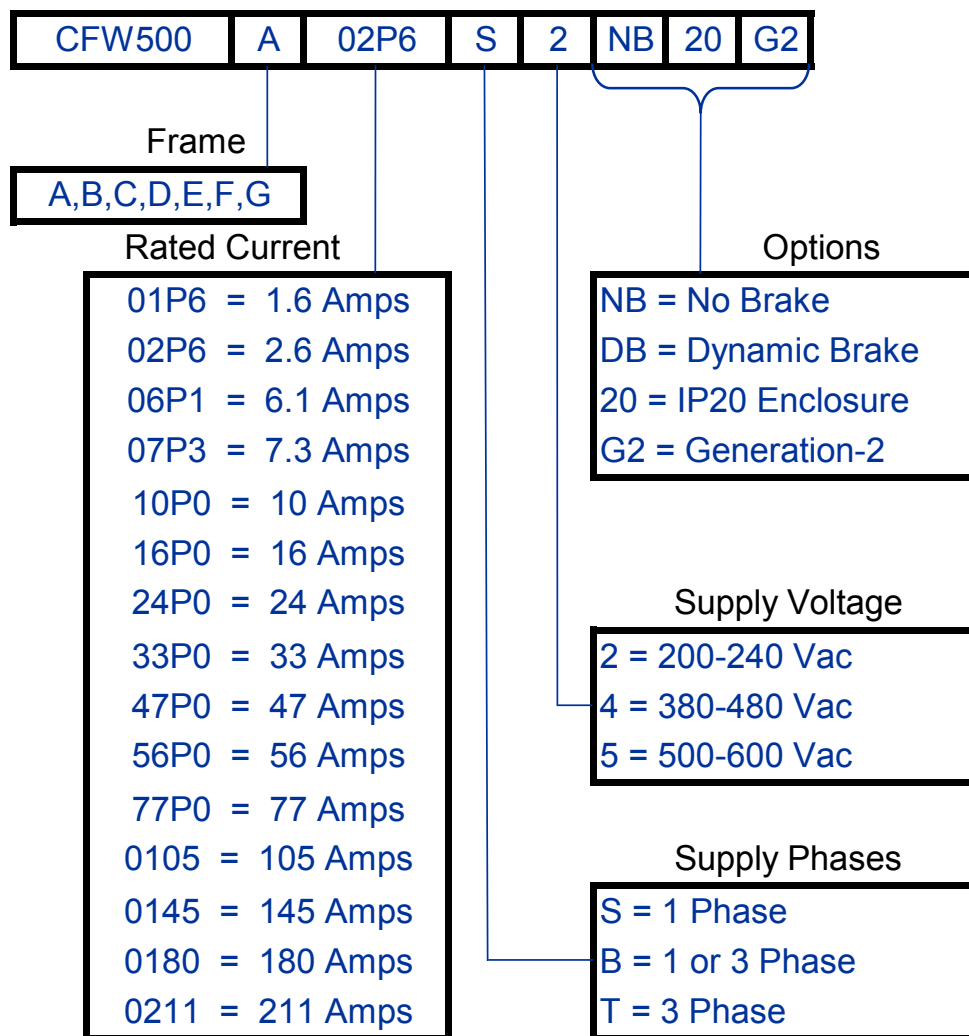 CFW500 A 02P6 S 2 NB 20 G2
Frame
A,B,C,D,E,F,G
Rated Current
01P6 = 1.6 Amps
02P6 = 2.6 Amps
06P1 = 6.1 Amps
07P3 = 7.3 Amps
10P0 = 10 Amps
16P0 = 16 Amps
24P0 = 24 Amps
33P0 = 33 Amps
47P0 = 47 Amps
56P0 = 56 Amps
77P0 = 77 Amps
0105 = 105 Amps
0145 = 145 Amps
0180 = 180 Amps
0211 = 211 Amps
Options
NB = No Brake
DB = Dynamic Brake
20 = IP20 Enclosure
G2 = Generation-2
Supply Voltage
2 = 200-240 Vac
4 = 380-480 Vac
5 = 500-600 Vac
Supply Phases
S = 1 Phase
B = 1 or 3 Phase
T = 3 Phase